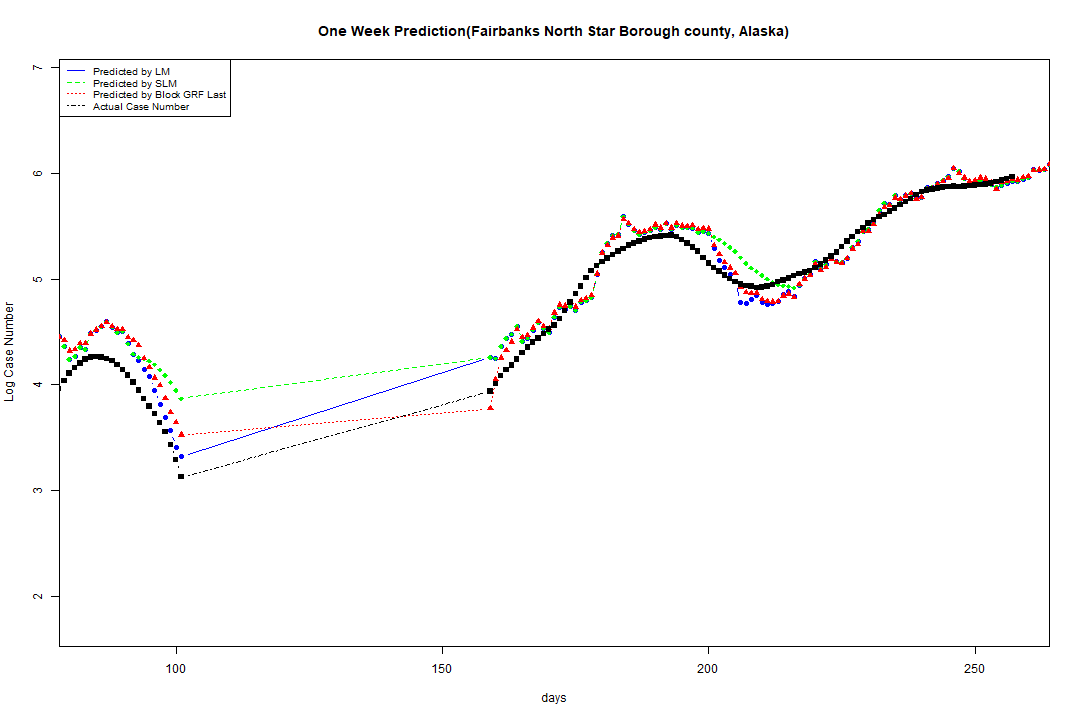 One Week Prediction(Fairbanks North Star Borough county, Alaska)
Predicted by LM
Predicted by SLM
Predicted by Block GRF Last
Actual Case Number
7
6
5
4
3
2
Log Case Number
100
150
200
250
days